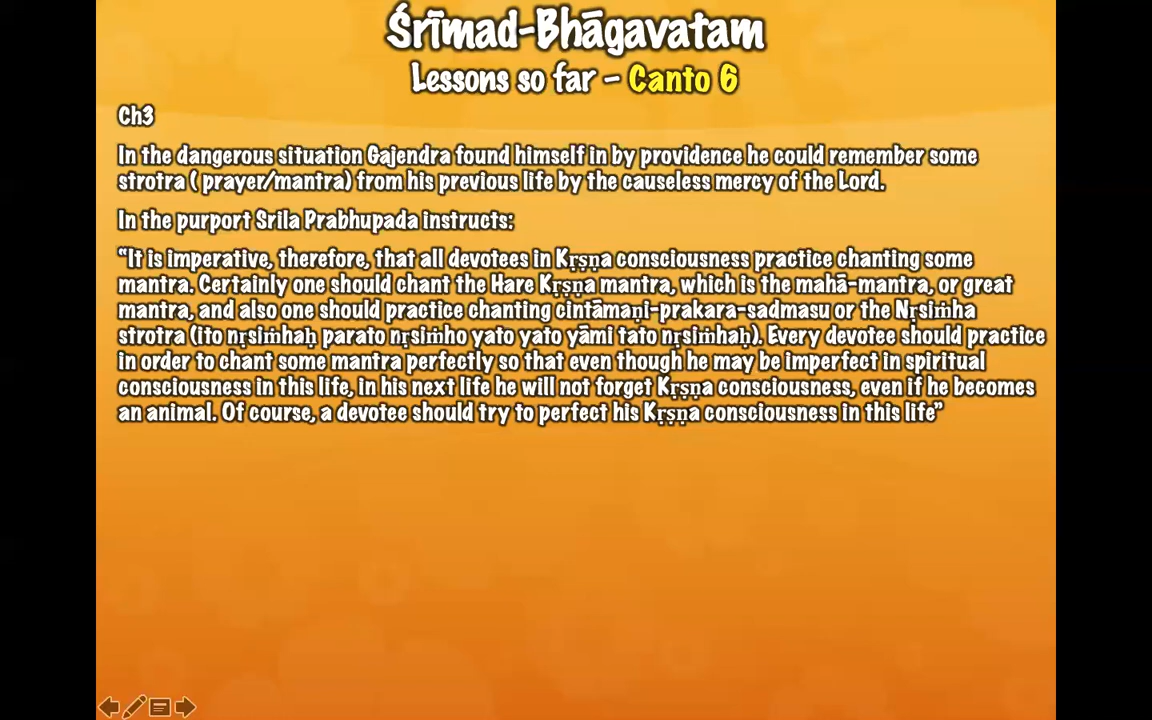 Śrīmad-Bhāgavatam
Lessons so far – Canto 6
Ch3
In the dangerous situation Gajendra found himself in by providence he could remember some
strotra ( prayer/mantra) from his previous life by the causeless mercy of the Lord.
In the purport Srila Prabhupada instructs:
“It is imperative, therefore, that all devotees in Kṛṣṇa consciousness practice chanting some
mantra. Certainly one should chant the Hare Kṛṣṇa mantra, which is the mahā-mantra, or great
mantra, and also one should practice chanting cintāmaṇi-prakara-sadmasu or the Nṛsiṁha
strotra (ito nṛsiṁhaḥ parato nṛsiṁho yato yato yāmi tato nṛsiṁhaḥ). Every devotee should practice
in order to chant some mantra perfectly so that even though he may be imperfect in spiritual
consciousness in this life, in his next life he will not forget Kṛṣṇa consciousness, even if he becomes
an animal. Of course, a devotee should try to perfect his Kṛṣṇa consciousness in this life”